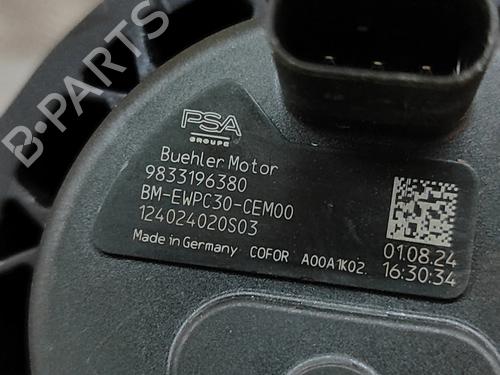 PSA
GROUPE
Buehler Motor
9833196380
BM-EWPC30-CEM00
124024020S03
Made in Germany COFOR A00A1K02.
01.08.24
16:30:34
B-PARTS